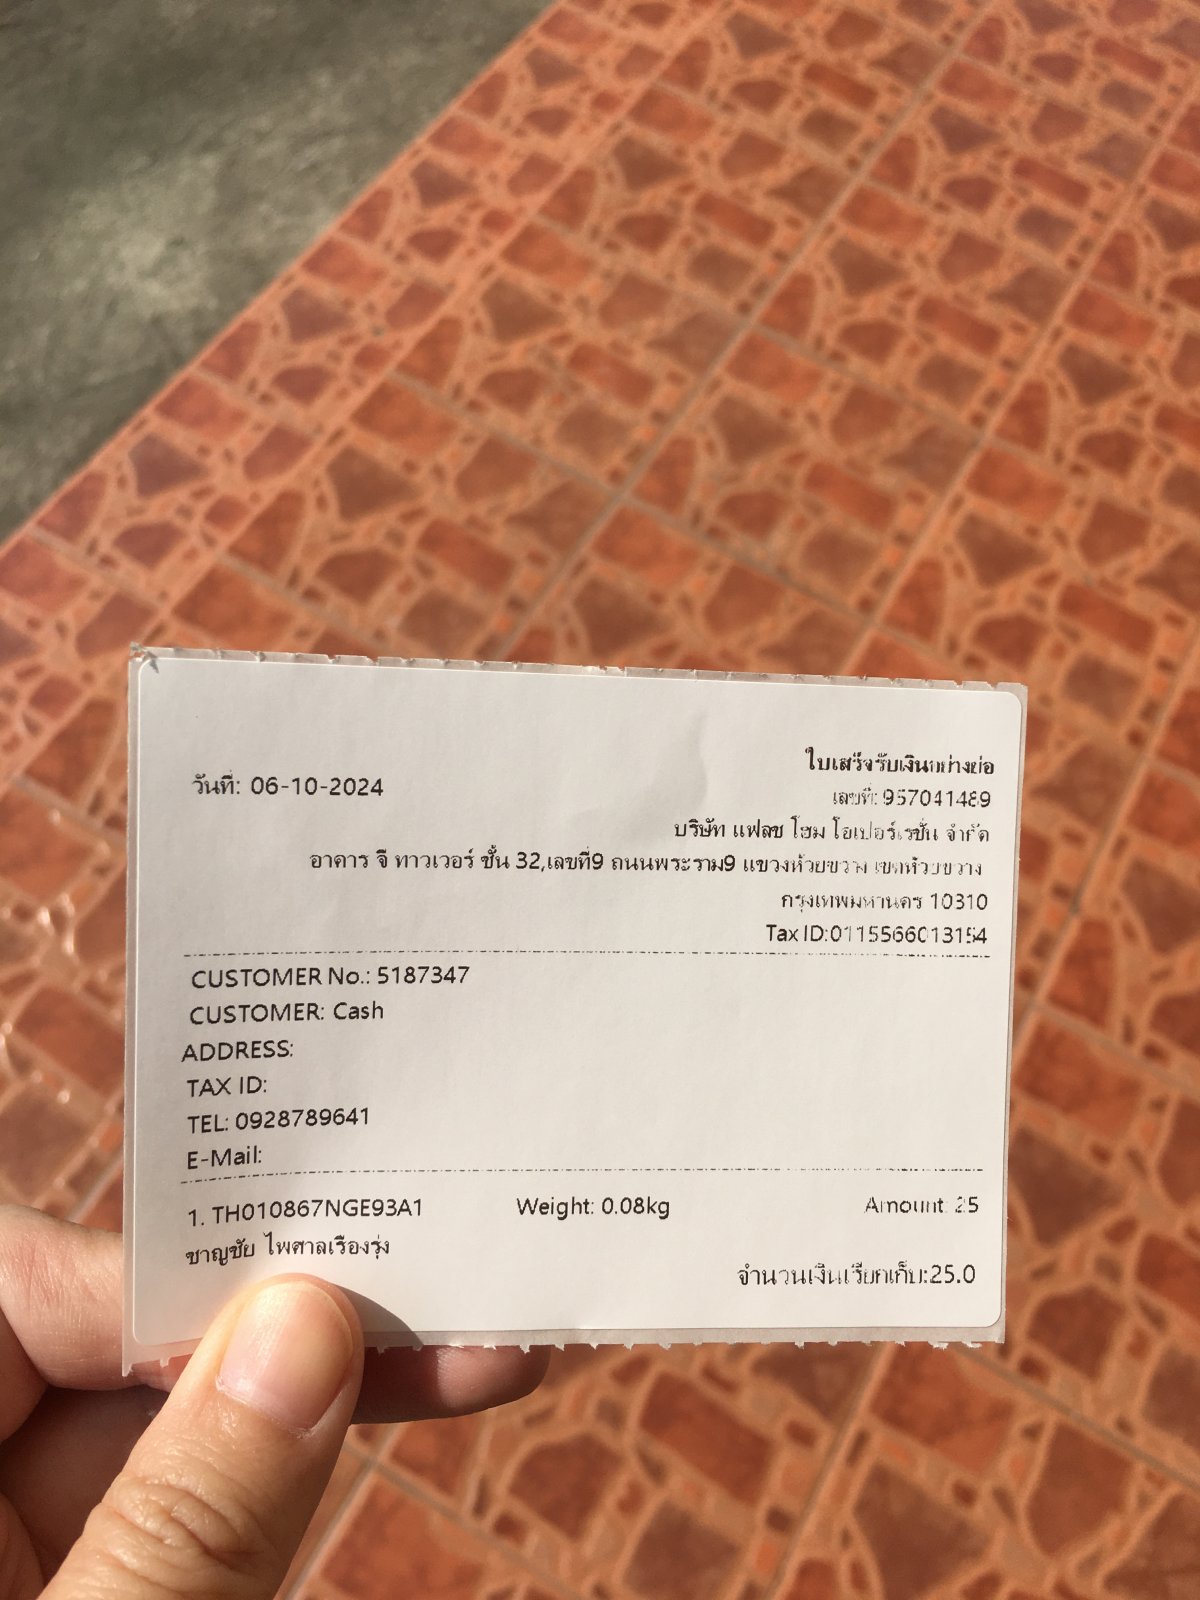 ใบเสร็จรับเงินอย่างย่อ
วันที่: 06-10-2024
เลขที่: 957041489
บริษัท แฟลช โฮม โอเปอร์เรชั่น จำกัด
อาคาร จี ทาวเวอร์ ชั้น 32,เลขที่9 ถนนพระราม9 แขวงห้วยขวาง เขตห้วยขวาง
กรุงเทพมหานคร 10310
Tax ID:0115566013154
CUSTOMER No.: 5187347
CUSTOMER: Cash
ADDRESS:
TAX ID:
TEL: 0928789641
E-Mail:
1. TH010867NGE93A1 Weight: 0.08kg Amount: 25
ชาญชัย ไพศาลเรืองรุ่ง
จำนวนเงินเรียกเก็บ:25.0